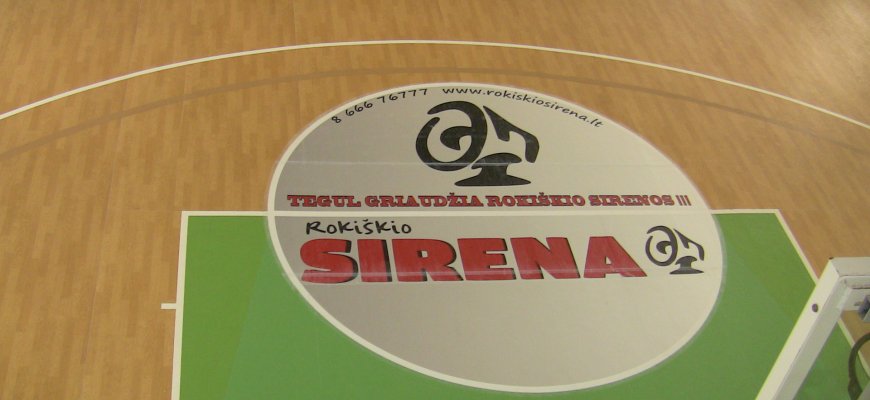 8 666 76777 www.rokiskiosirena.lt
TEGUL GRIAUDŽIA ROKIŠKIO SIRENOS !!!
Rokiškio
SIRENA